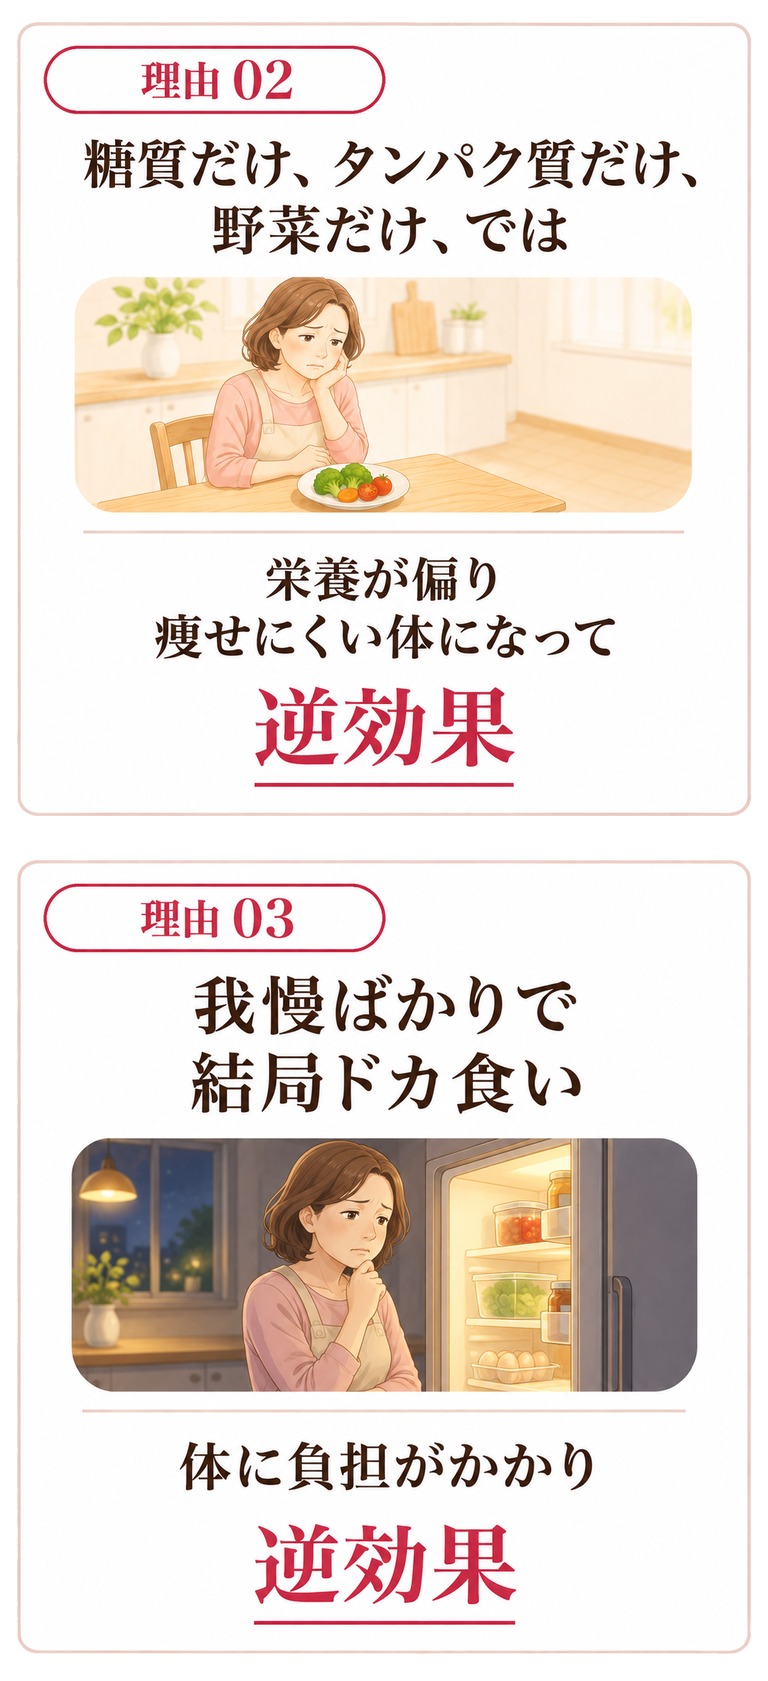 理由 02
糖質だけ、タンパク質だけ、
野菜だけ、では
栄養が偏り
痩せにくい体になって
逆効果
理由 03
我慢ばかりで
結局ドカ食い
体に負担がかかり
逆効果